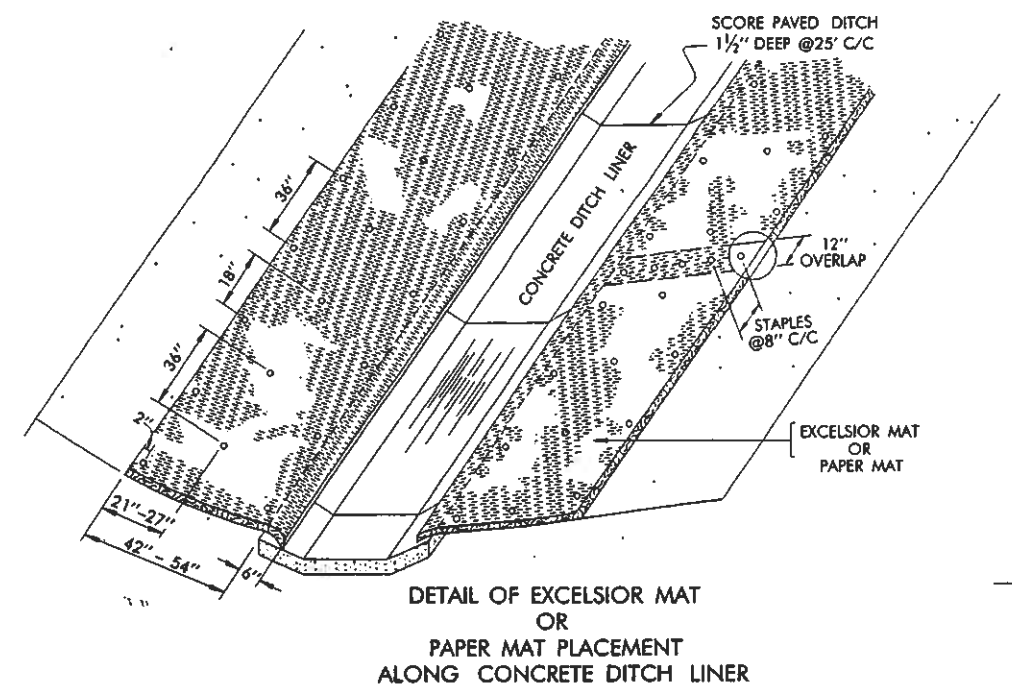 SCORE PAVED DITCH
1½" DEEP @25' C/C
CONCRETE DITCH LINER
36"
18"
36"
2"
21"-27"
42" - 54"
6"
12"
OVERLAP
STAPLES
@8" C/C
EXCELSIOR MAT
OR
PAPER MAT
DETAIL OF EXCELSIOR MAT
OR
PAPER MAT PLACEMENT
ALONG CONCRETE DITCH LINER